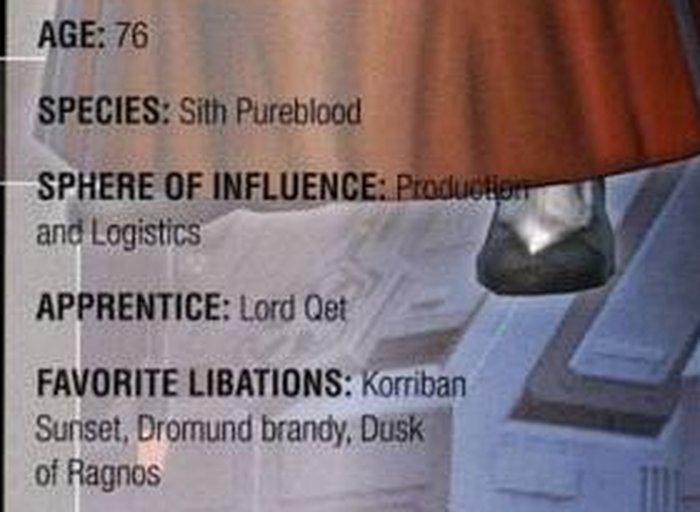 AGE: 76
SPECIES: Sith Pureblood
SPHERE OF INFLUENCE: Production
and Logistics
APPRENTICE: Lord Qet
FAVORITE LIBATIONS: Korriban
Sunset, Dromund brandy, Dusk
of Ragnos